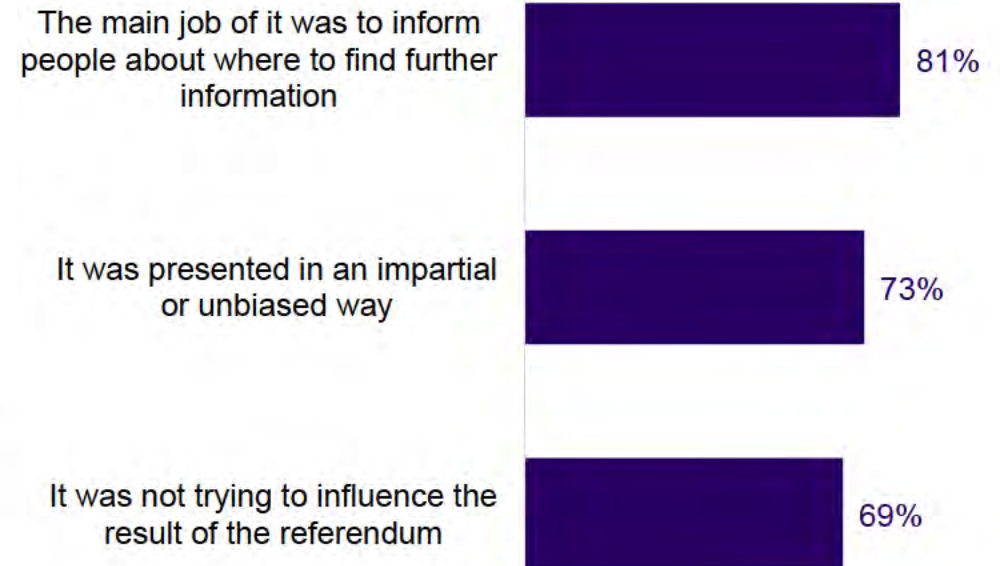 The main job of it was to inform
people about where to find further
information
81%
It was presented in an impartial
or unbiased way
73%
It was not trying to influence the
result of the referendum
69%